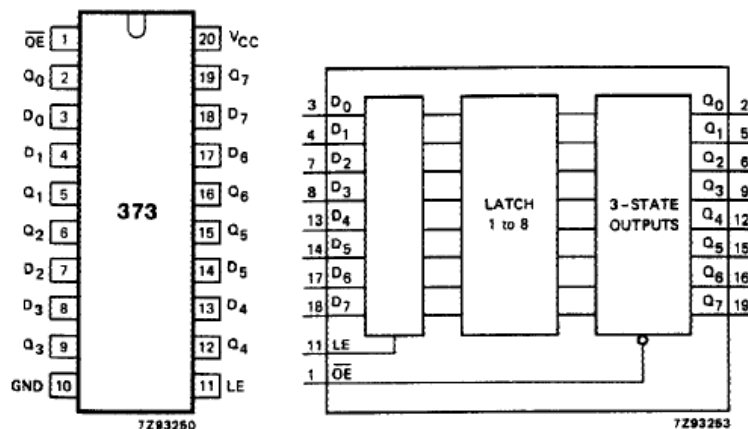 OE 1
Q0 2
D0 3
D1 4
Q1 5
Q2 6
D2 7
D3 8
Q3 9
GND 10
373
20 VCC
19 Q7
18 D7
17 D6
16 Q6
15 Q5
14 D5
13 D4
12 Q4
11 LE
7Z93250
3 D0
4 D1
7 D2
8 D3
13 D4
14 D5
17 D6
18 D7
11 LE
1 OE
LATCH
1 to 8
3-STATE
OUTPUTS
Q0 2
Q1 5
Q2 6
Q3 9
Q4 12
Q5 15
Q6 16
Q7 19
7Z93253